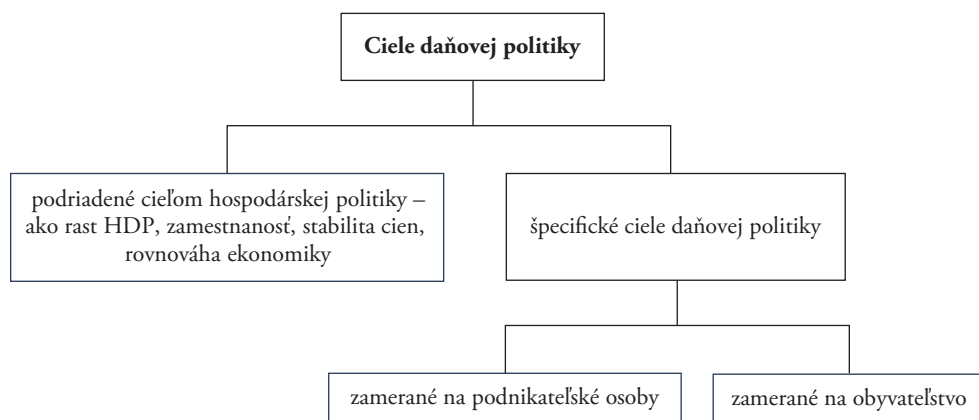 Ciele daňovej politiky
podriadené cieľom hospodárskej politiky –
ako rast HDP, zamestnanosť, stabilita cien,
rovnováha ekonomiky
špecifické ciele daňovej politiky
zamerané na podnikateľské osoby
zamerané na obyvateľstvo